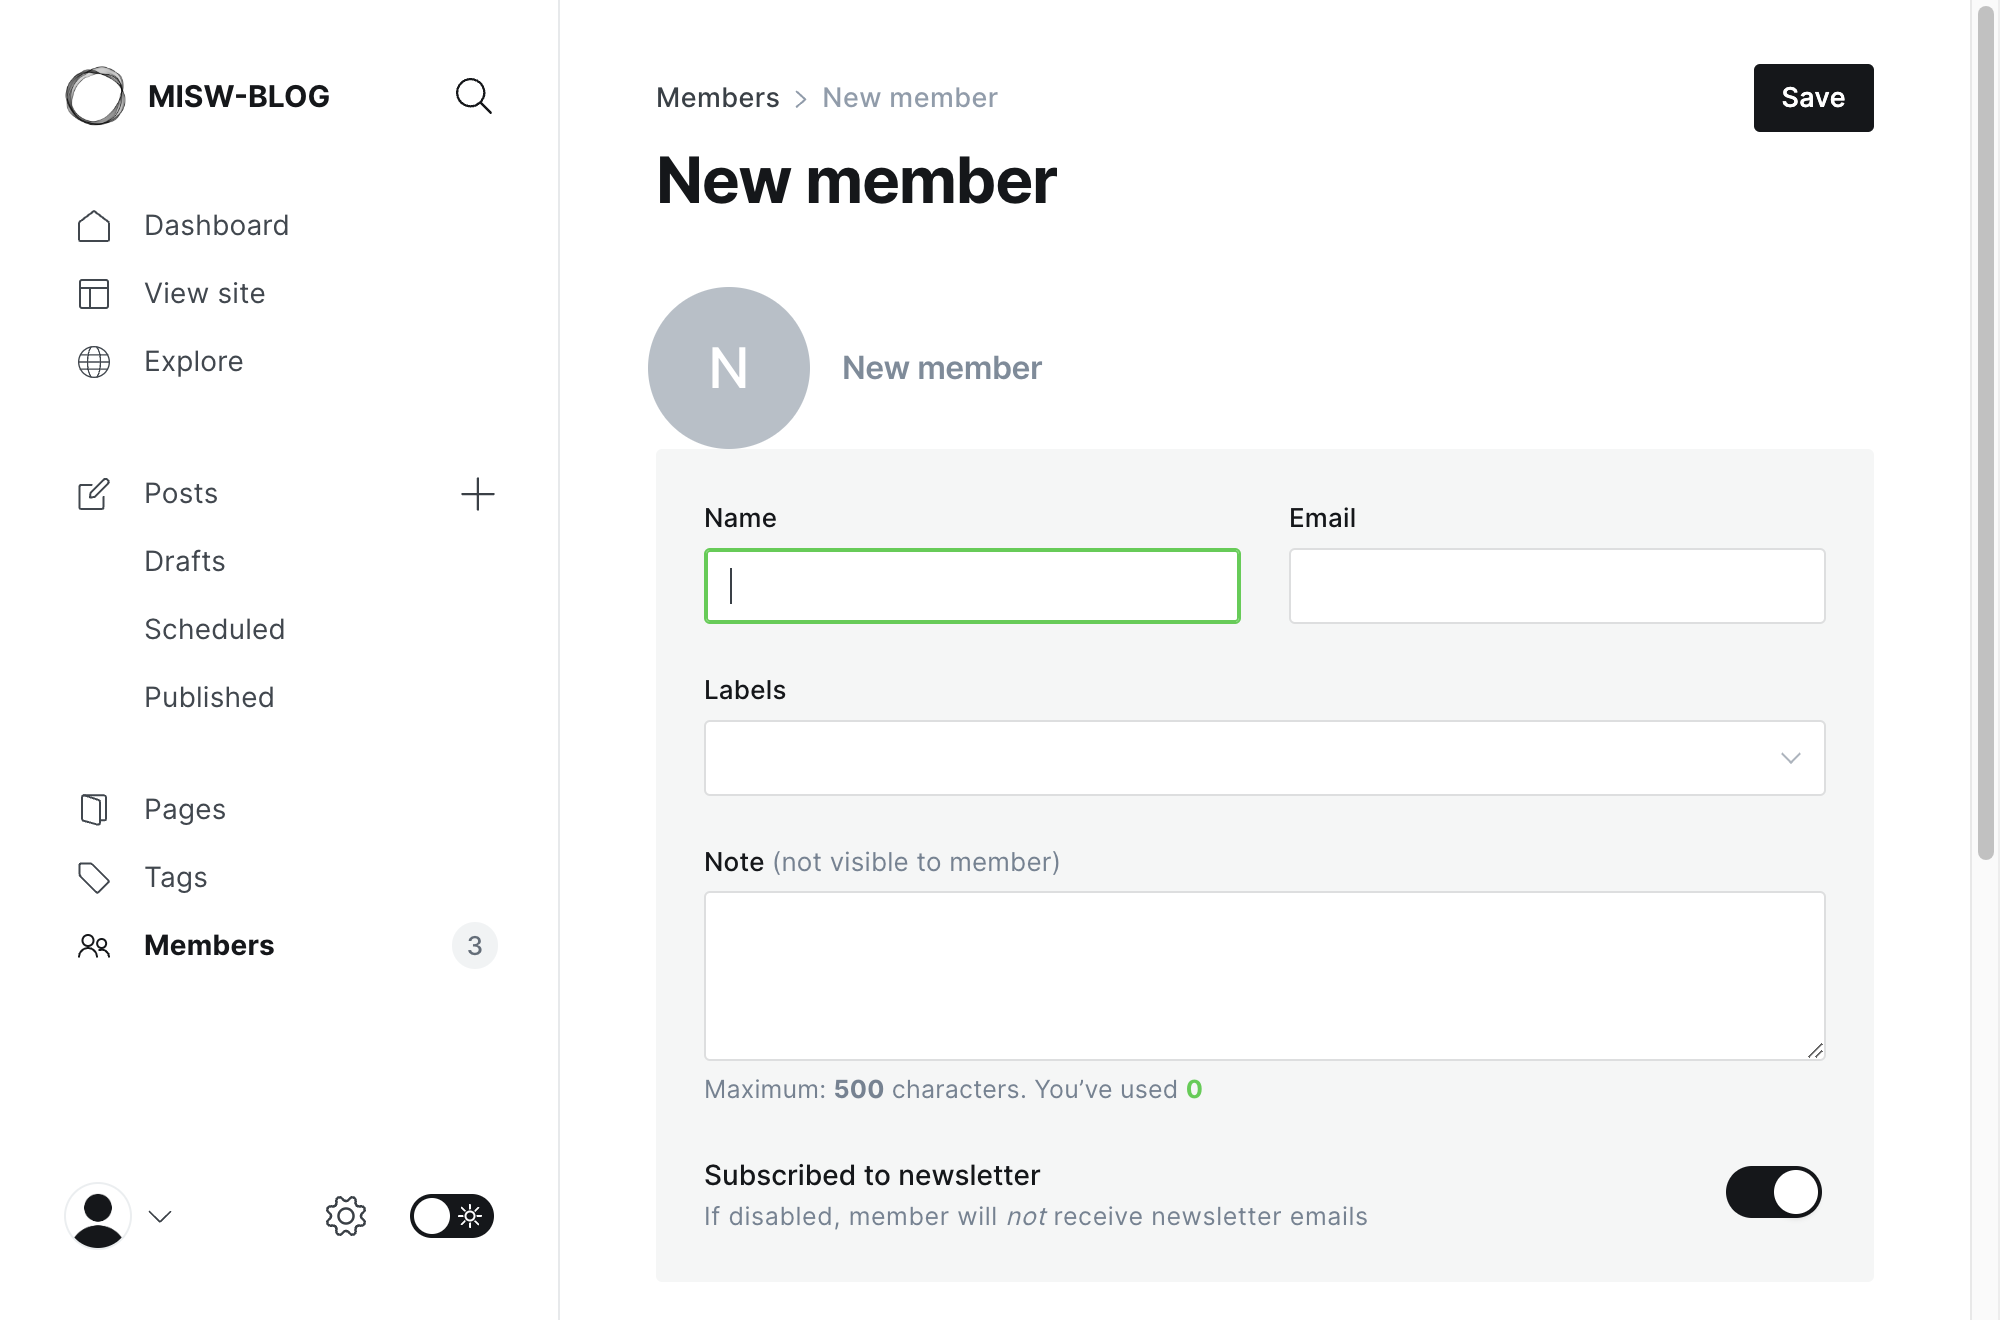 MISW-BLOG
Dashboard
View site
Explore
Posts
Drafts
Scheduled
Published
Pages
Tags
Members 3
Members > New member
Save
New member
N
New member
Name
Email
Labels
Note (not visible to member)
Maximum: 500 characters. You’ve used 0
Subscribed to newsletter
If disabled, member will not receive newsletter emails